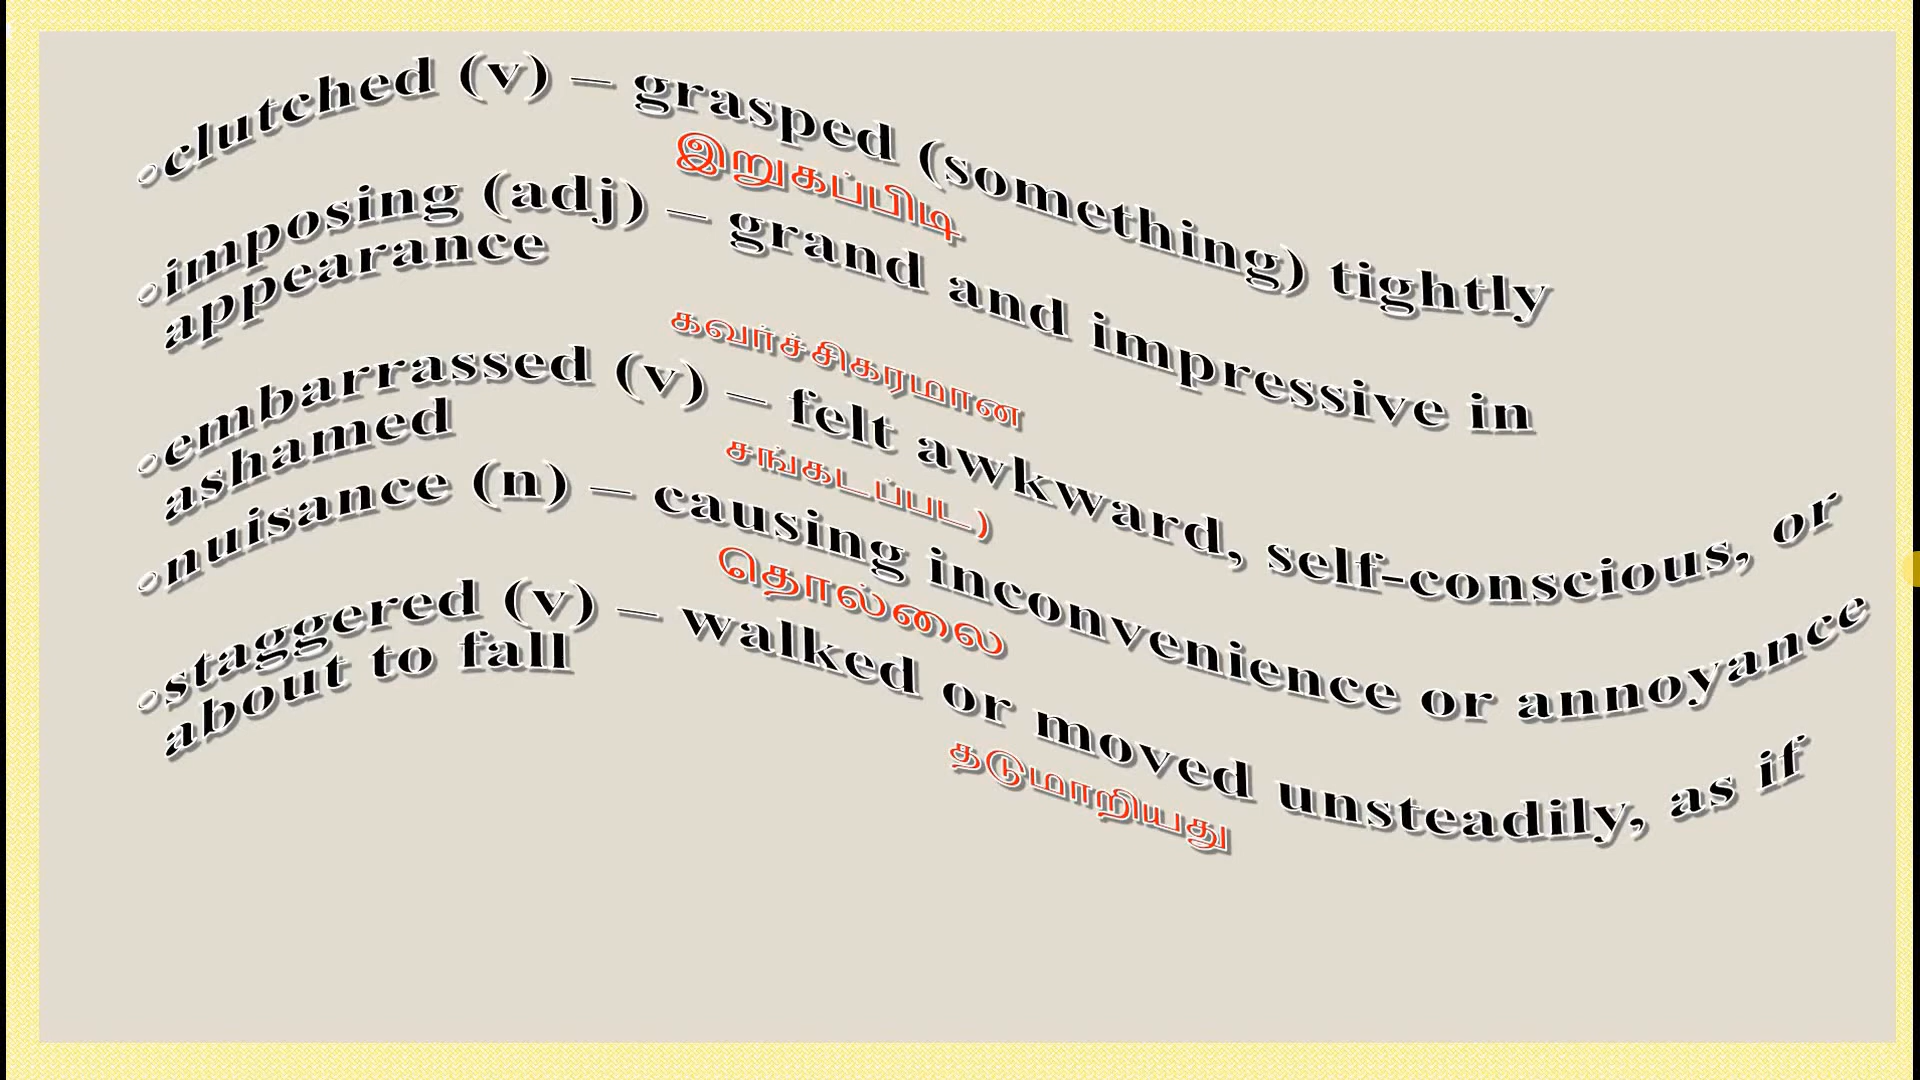 clutched (v) – grasped (something) tightly
இறுகப்பிடி
imposing (adj) – grand and impressive in
appearance
கவர்ச்சிகரமான
embarrassed (v) – felt awkward, self-conscious, or
ashamed
சங்கடப்பட)
nuisance (n) – causing inconvenience or annoyance
தொல்லை
staggered (v) – walked or moved unsteadily, as if
about to fall
தடுமாறியது